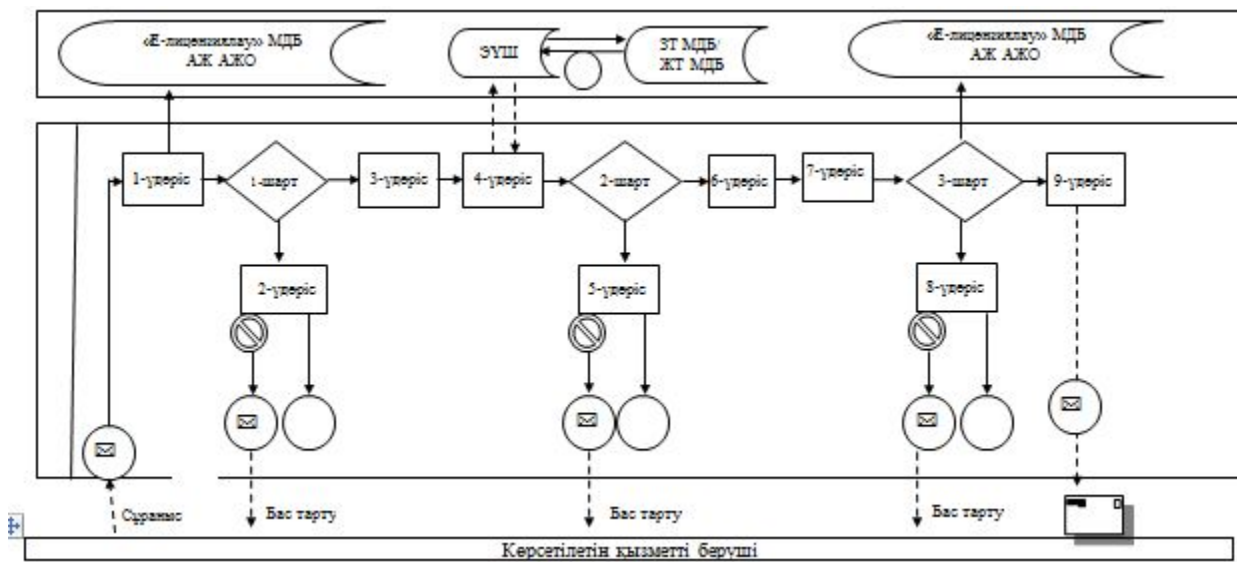 «Е-лицензиялау» МДБ
АЖ АЖО
ЭҮШ
ЗТ МДБ/
ЖТ МДБ
«Е-лицензиялау» МДБ
АЖ АЖО
1-үдеріс
1-шарт
3-үдеріс
4-үдеріс
2-шарт
6-үдеріс
7-үдеріс
3-шарт
9-үдеріс
2-үдеріс
5-үдеріс
8-үдеріс
Сұраныс
Бас тарту
Бас тарту
Бас тарту
Көрсетілетін қызметті беруші